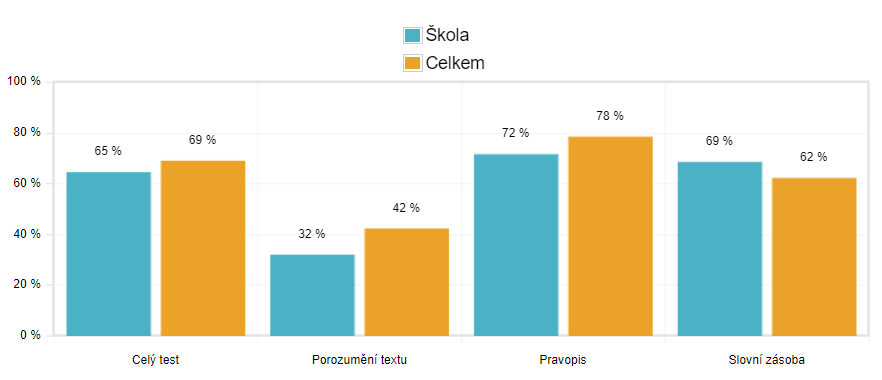 Škola
Celkem
100 %
80 %
60 %
40 %
20 %
0 %
65 %
69 %
32 %
42 %
72 %
78 %
69 %
62 %
Celý test
Porozumění textu
Pravopis
Slovní zásoba